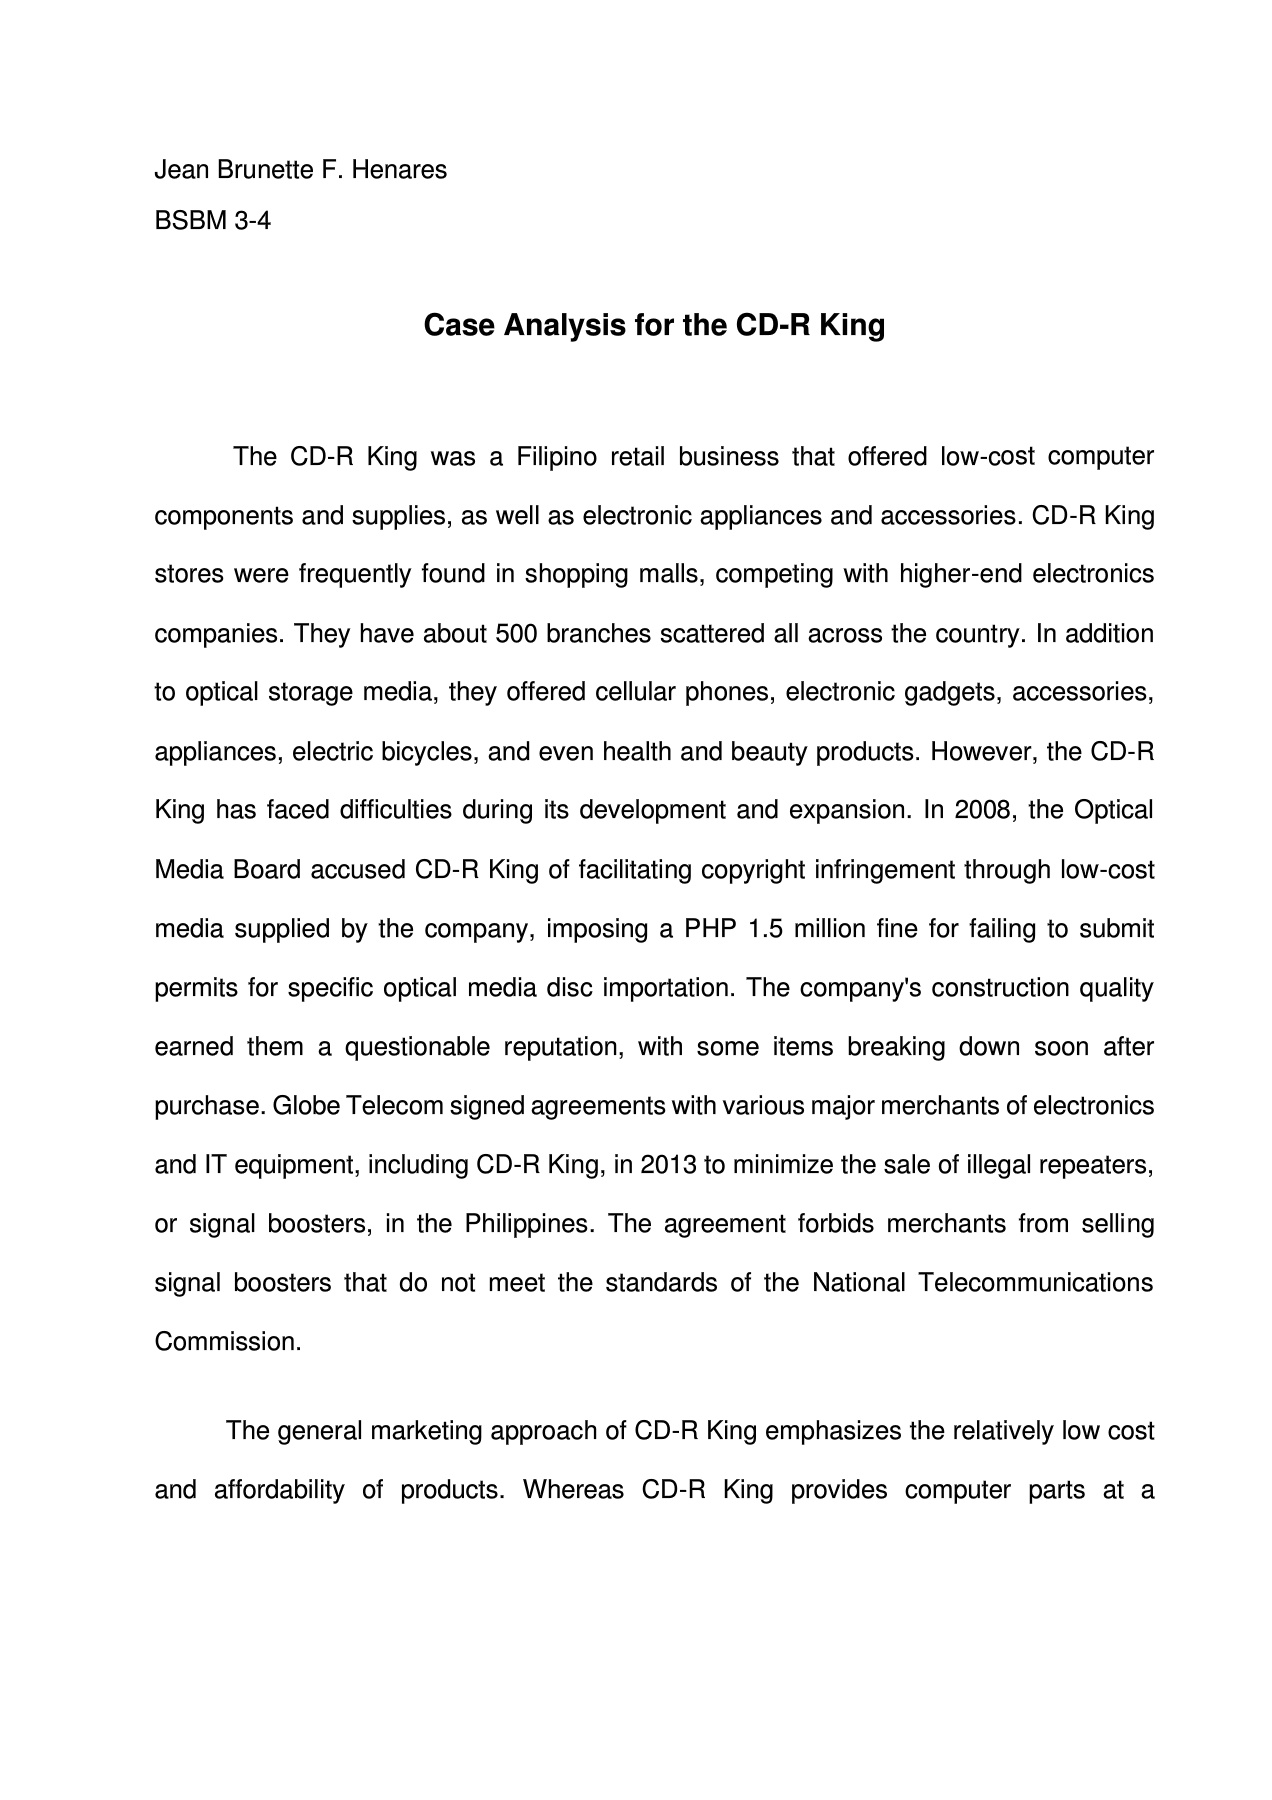 Jean Brunette F. Henares
BSBM 3-4
Case Analysis for the CD-R King
The CD-R King was a Filipino retail business that offered low-cost computer
components and supplies, as well as electronic appliances and accessories. CD-R King
stores were frequently found in shopping malls, competing with higher-end electronics
companies. They have about 500 branches scattered all across the country. In addition
to optical storage media, they offered cellular phones, electronic gadgets, accessories,
appliances, electric bicycles, and even health and beauty products. However, the CD-R
King has faced difficulties during its development and expansion. In 2008, the Optical
Media Board accused CD-R King of facilitating copyright infringement through low-cost
media supplied by the company, imposing a PHP 1.5 million fine for failing to submit
permits for specific optical media disc importation. The company's construction quality
earned them a questionable reputation, with some items breaking down soon after
purchase. Globe Telecom signed agreements with various major merchants of electronics
and IT equipment, including CD-R King, in 2013 to minimize the sale of illegal repeaters,
or signal boosters, in the Philippines. The agreement forbids merchants from selling
signal boosters that do not meet the standards of the National Telecommunications
Commission.
The general marketing approach of CD-R King emphasizes the relatively low cost
and affordability of products. Whereas CD-R King provides computer parts at a